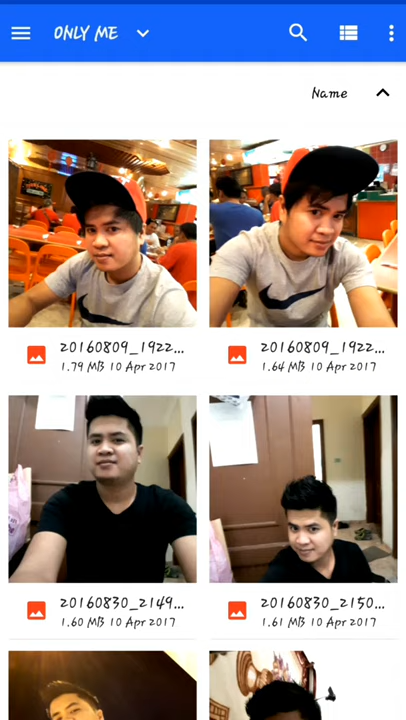 ONLY ME
Name
20160809_1922...
1.79 MB 10 Apr 2017
20160809_1922...
1.64 MB 10 Apr 2017
20160830_2149...
1.60 MB 10 Apr 2017
20160830_2150...
1.61 MB 10 Apr 2017